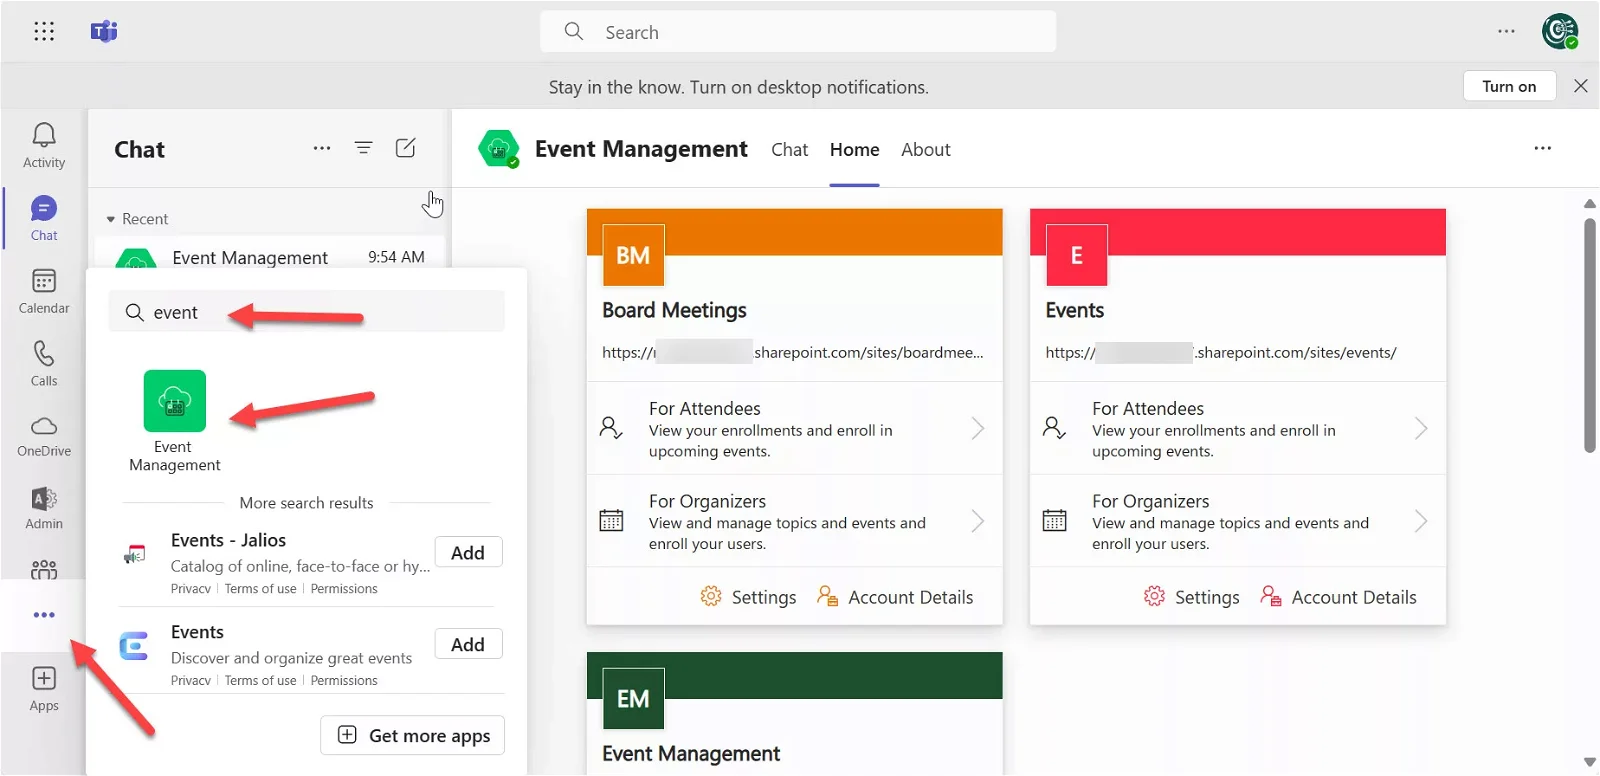 Search
Stay in the know. Turn on desktop notifications.
Turn on
Activity
Chat
Calendar
Calls
OneDrive
Admin
Apps
Chat
Recent
Event Management
9:54 AM
event
Event
Management
More search results
Events - Jalios
Catalog of online, face-to-face or hy...
Privacy | Terms of use | Permissions
Add
Events
Discover and organize great events
Privacy | Terms of use | Permissions
Add
Get more apps
Event Management
Chat
Home
About
BM
Board Meetings
https://r .sharepoint.com/sites/boardmee...
For Attendees
View your enrollments and enroll in
upcoming events.
For Organizers
View and manage topics and events and
enroll your users.
Settings
Account Details
E
Events
https:// .sharepoint.com/sites/events/
For Attendees
View your enrollments and enroll in
upcoming events.
For Organizers
View and manage topics and events and
enroll your users.
Settings
Account Details
EM
Event Management